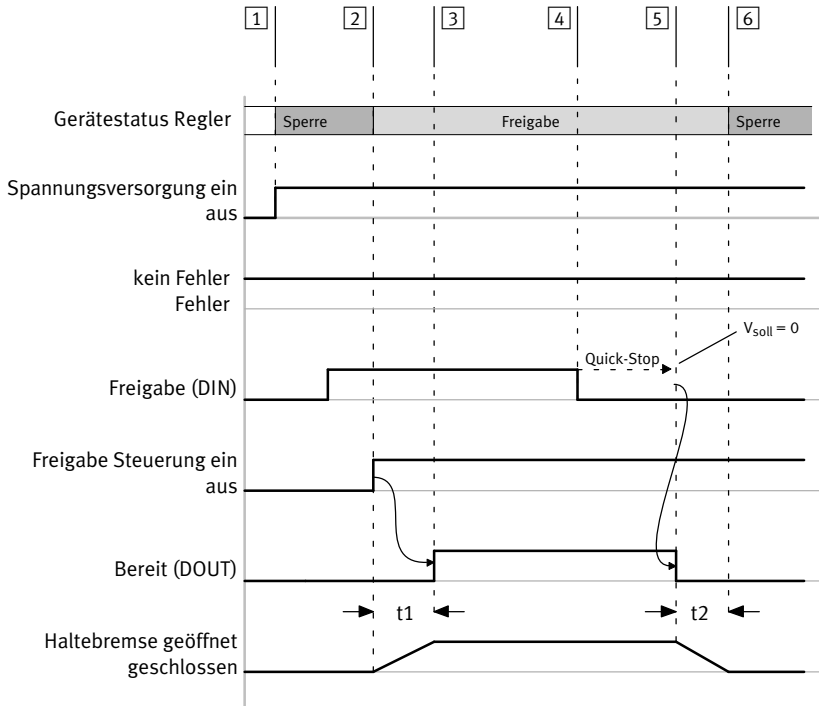 1 2 3 4 5 6
Gerätestatus Regler
Sperre Freigabe Sperre
Spannungsversorgung ein
aus
kein Fehler
Fehler
V_soll = 0
Quick-Stop
Freigabe (DIN)
Freigabe Steuerung ein
aus
Bereit (DOUT)
t1 t2
Haltebremse geöffnet
geschlossen